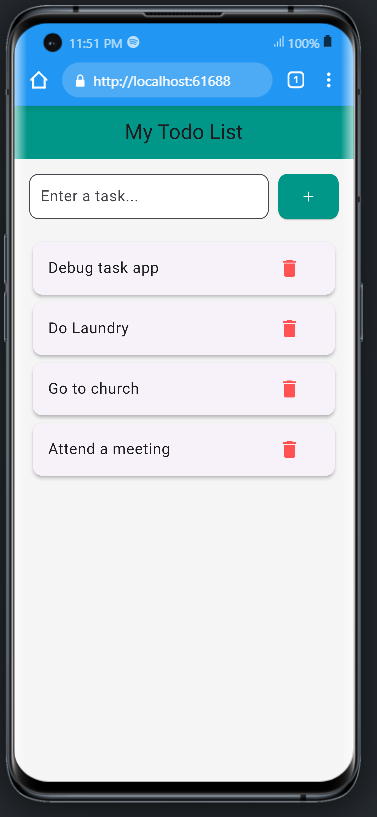 11:51 PM 100%
http://localhost:61688 1
My Todo List
Enter a task... +
Debug task app
Do Laundry
Go to church
Attend a meeting